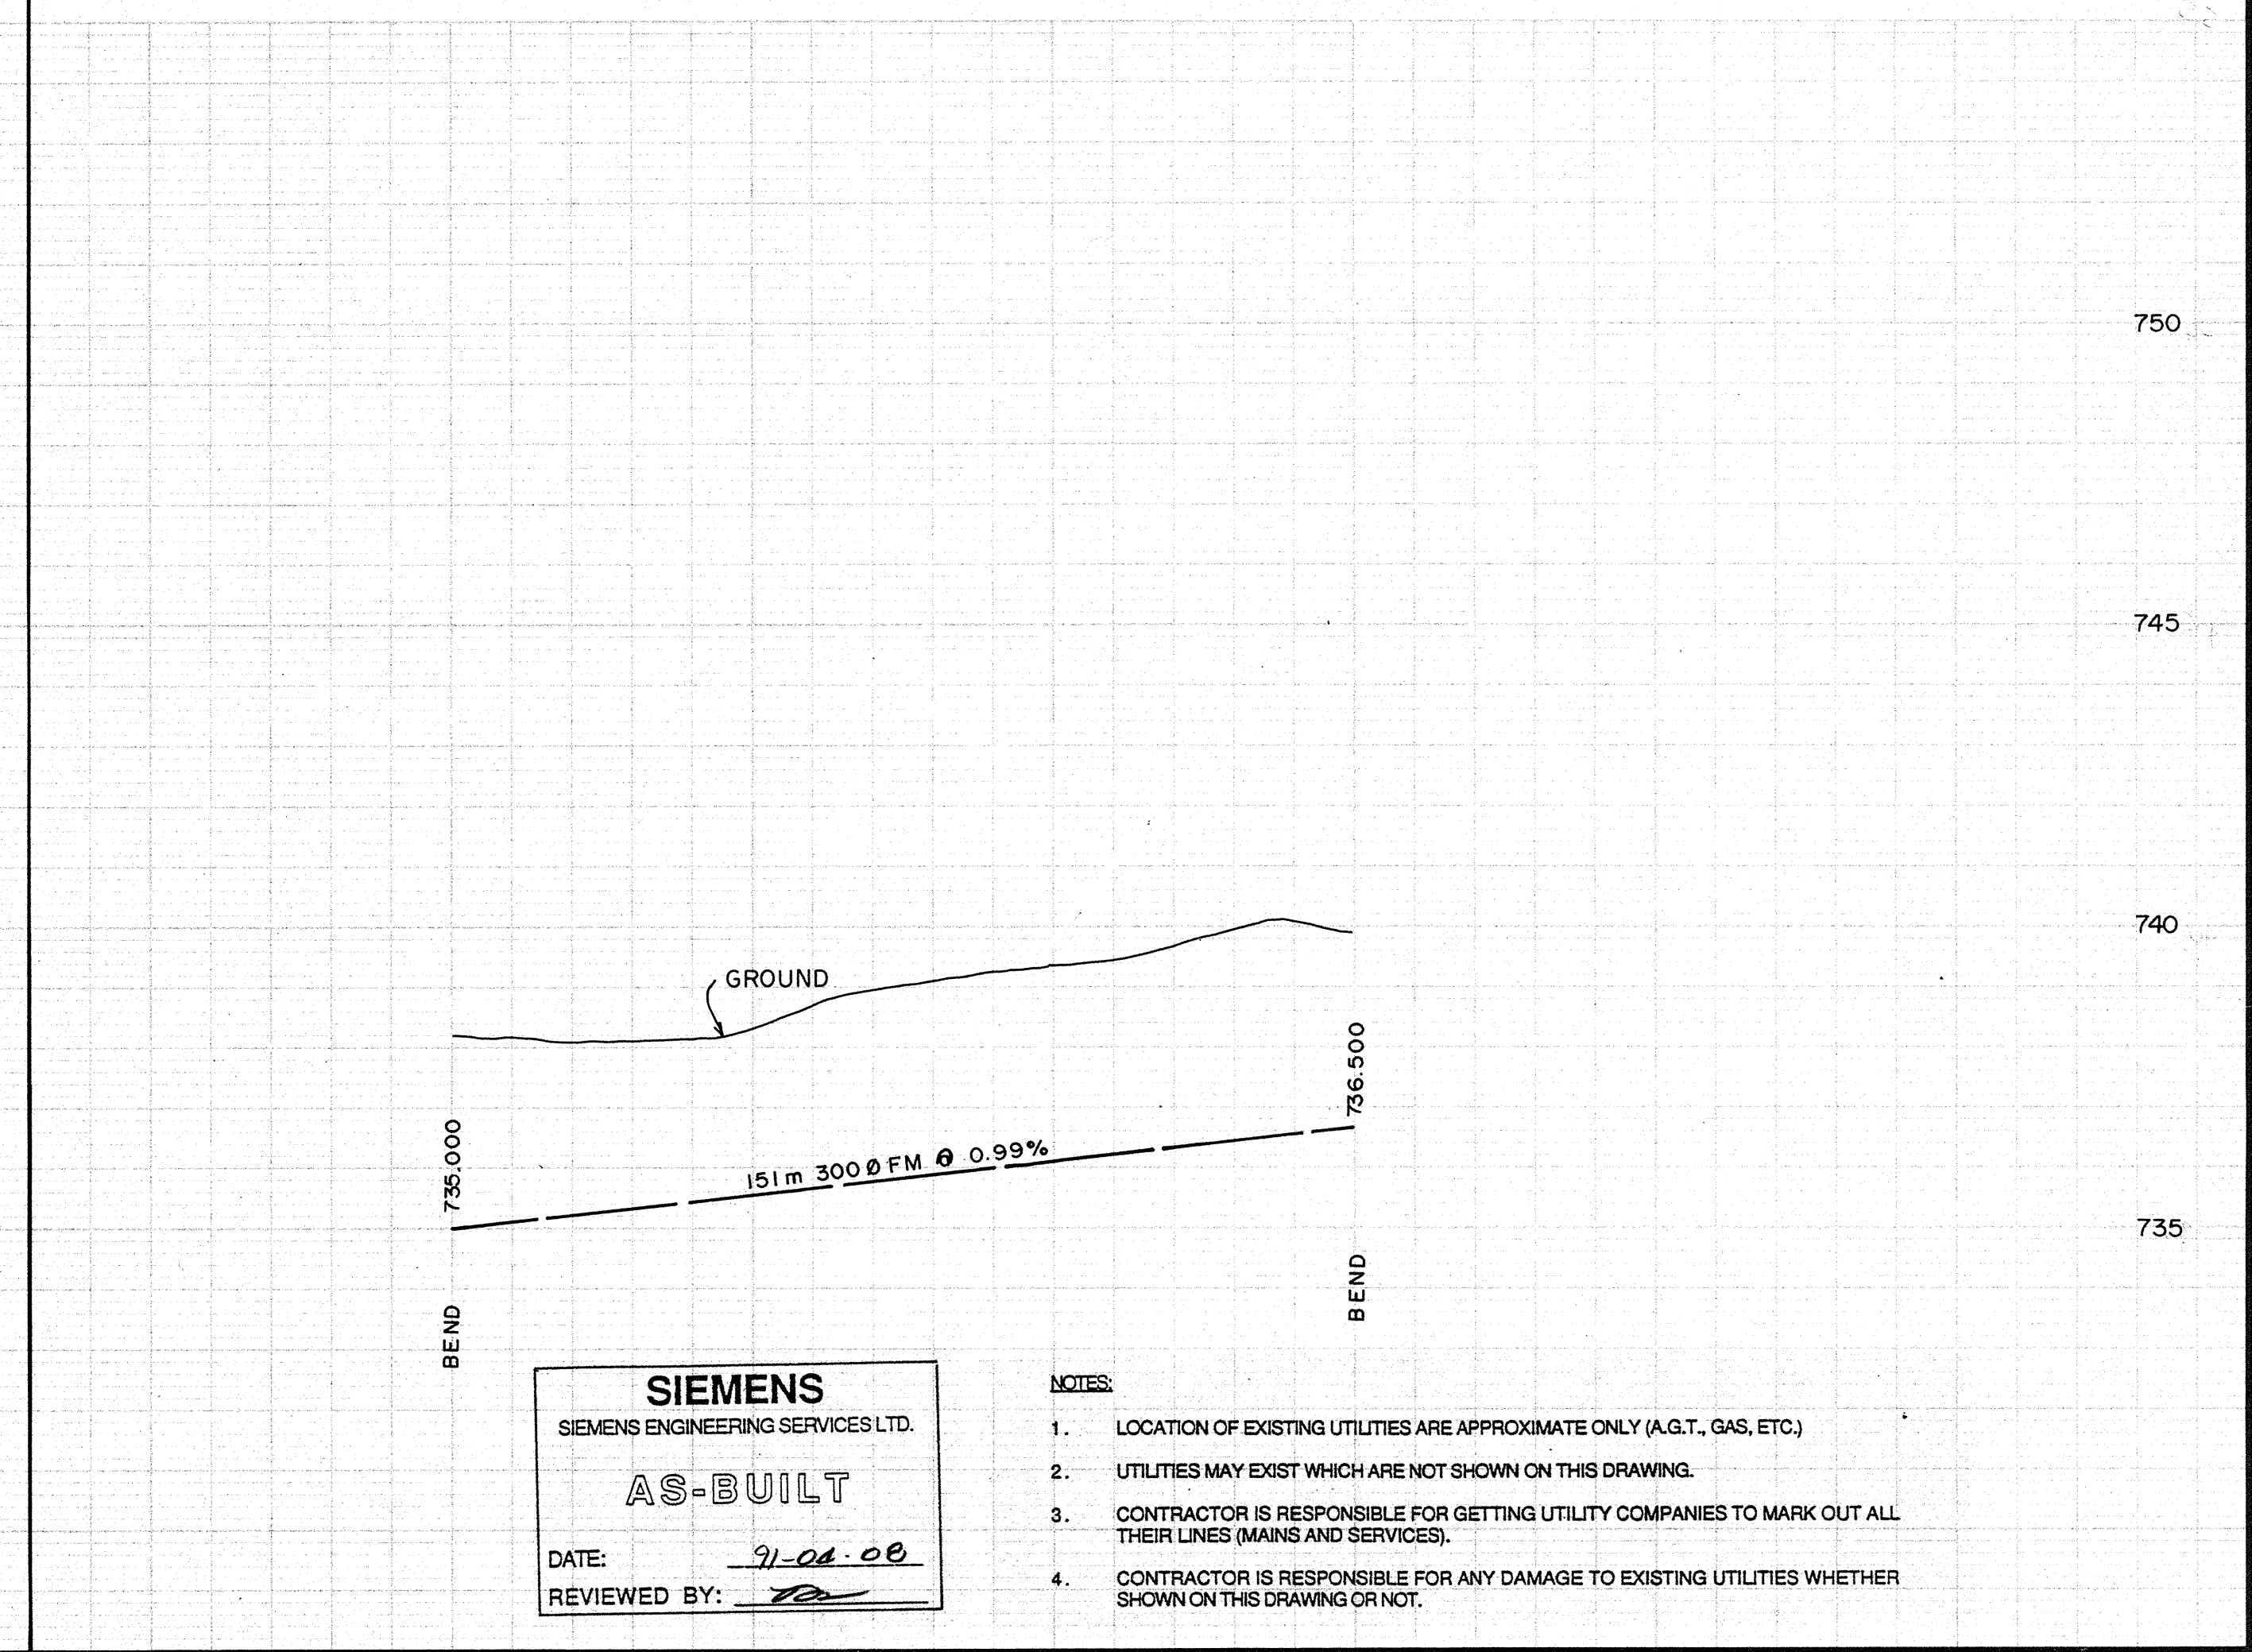 750
745
740
GROUND
736.500
735.000
151m 300Ø FM @ 0.99%
735
BEND
BEND
SIEMENS
SIEMENS ENGINEERING SERVICES LTD.
AS-BUILT
DATE: 91-04-08
REVIEWED BY:
NOTES:
1. LOCATION OF EXISTING UTILITIES ARE APPROXIMATE ONLY (A.G.T., GAS, ETC.)
2. UTILITIES MAY EXIST WHICH ARE NOT SHOWN ON THIS DRAWING.
3. CONTRACTOR IS RESPONSIBLE FOR GETTING UTILITY COMPANIES TO MARK OUT ALL
THEIR LINES (MAINS AND SERVICES).
4. CONTRACTOR IS RESPONSIBLE FOR ANY DAMAGE TO EXISTING UTILITIES WHETHER
SHOWN ON THIS DRAWING OR NOT.